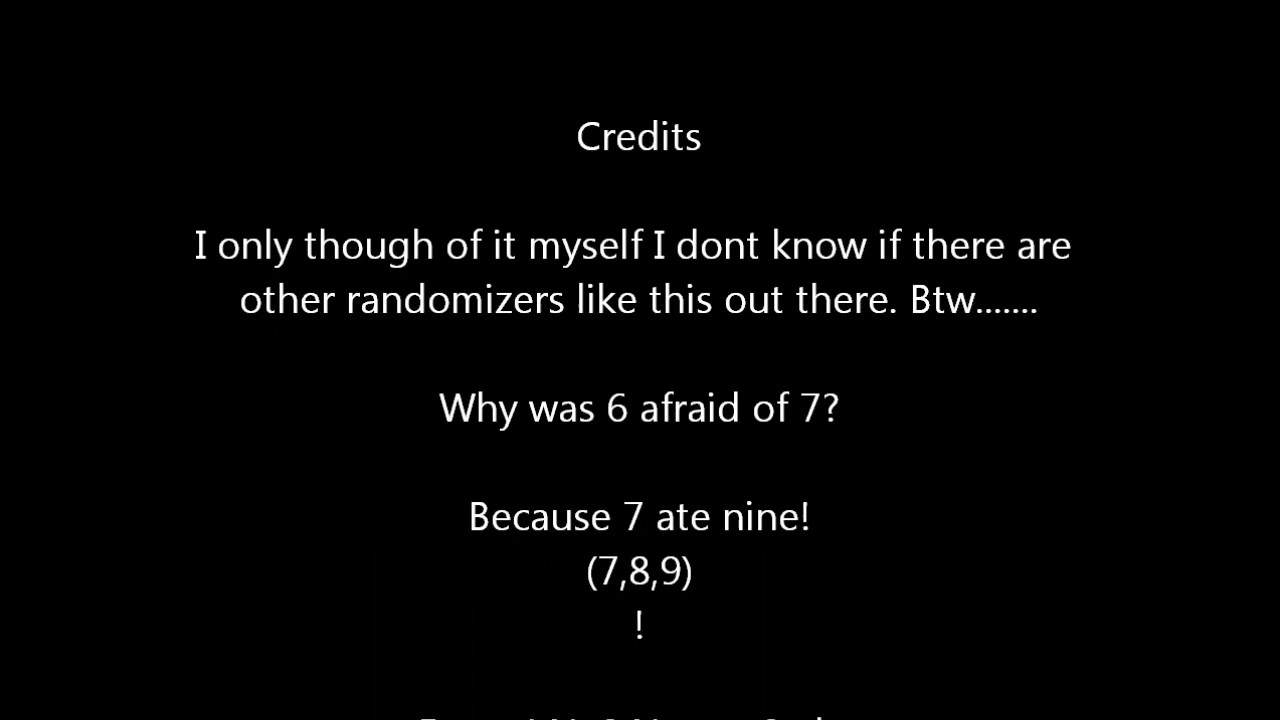 Credits
I only though of it myself I dont know if there are
other randomizers like this out there. Btw.......
Why was 6 afraid of 7?
Because 7 ate nine!
(7,8,9)
!